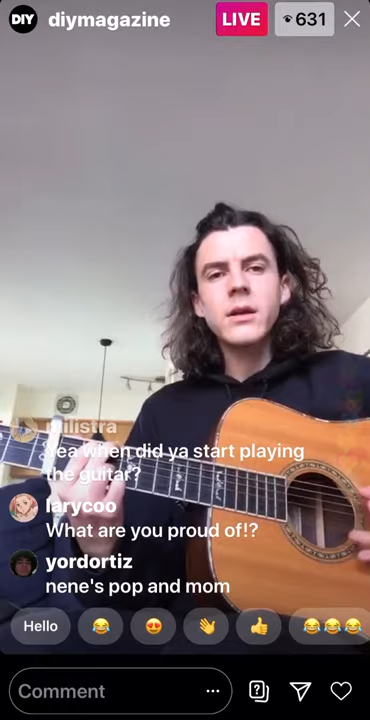 DIY diymagazine LIVE 631
milistra
Yea when did ya start playing
the guitar?
larycoo
What are you proud of!?
yordortiz
nene's pop and mom
Hello
Comment